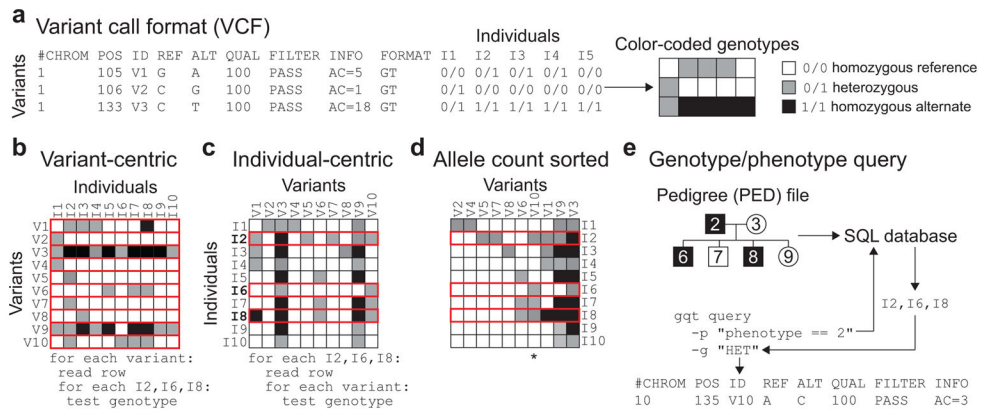 a Variant call format (VCF)
Individuals
#CHROM POS ID REF ALT QUAL FILTER INFO FORMAT I1 I2 I3 I4 I5
1 105 V1 G A 100 PASS AC=5 GT 0/0 0/1 0/1 0/1 0/0
1 106 V2 C G 100 PASS AC=1 GT 0/1 0/0 0/0 0/0 0/0
1 133 V3 C T 100 PASS AC=18 GT 0/1 1/1 1/1 1/1 1/1
Variants
Color-coded genotypes
0/0 homozygous reference
0/1 heterozygous
1/1 homozygous alternate
b Variant-centric
Individuals
I1 I2 I3 I4 I5 I6 I7 I8 I9 I10
Variants
V1
V2
V3
V4
V5
V6
V7
V8
V9
V10
for each variant:
read row
for each I2,I6,I8:
test genotype
c Individual-centric
Variants
V1 V2 V3 V4 V5 V6 V7 V8 V9 V10
Individuals
I1
I2
I3
I4
I5
I6
I7
I8
I9
I10
for each I2,I6,I8:
read row
for each variant:
test genotype
d Allele count sorted
Variants
V2 V4 V5 V7 V8 V6 V10 V1 V9 V3
I1
I2
I3
I4
I5
I6
I7
I8
I9
I10
*
e Genotype/phenotype query
Pedigree (PED) file
2 3
6 7 8 9
SQL database
I2,I6,I8
gqt query
-p "phenotype == 2"
-g "HET"
#CHROM POS ID REF ALT QUAL FILTER INFO
10 135 V10 A C 100 PASS AC=3